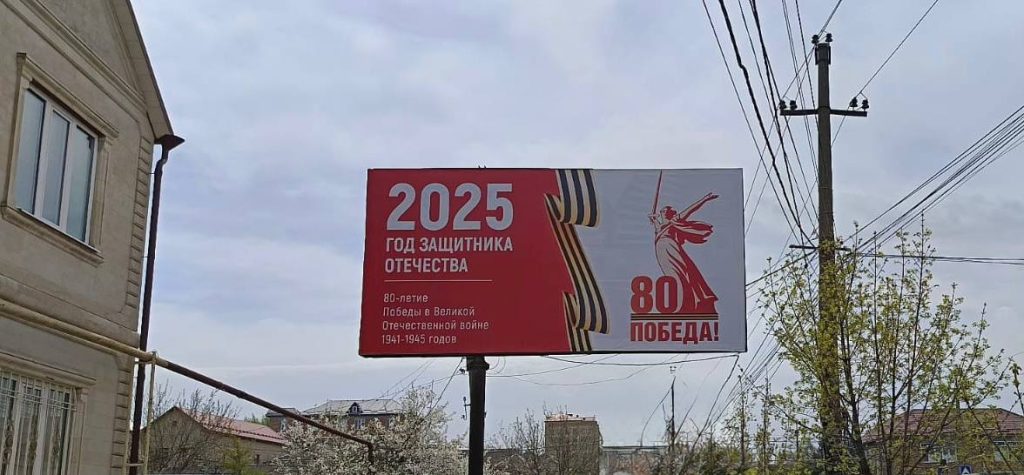 2025
ГОД ЗАЩИТНИКА
ОТЕЧЕСТВА
80-летие
Победы в Великой
Отечественной войне
1941-1945 годов
80
ПОБЕДА!